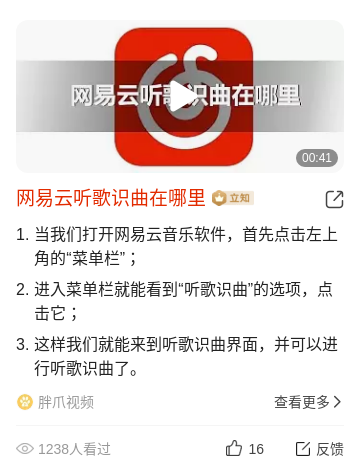 网易云听歌识曲在哪里
00:41
网易云听歌识曲在哪里 立知
1. 当我们打开网易云音乐软件，首先点击左上
角的“菜单栏”；
2. 进入菜单栏就能看到“听歌识曲”的选项，点
击它；
3. 这样我们就能来到听歌识曲界面，并可以进
行听歌识曲了。
胖爪视频 查看更多
1238人看过 16 反馈